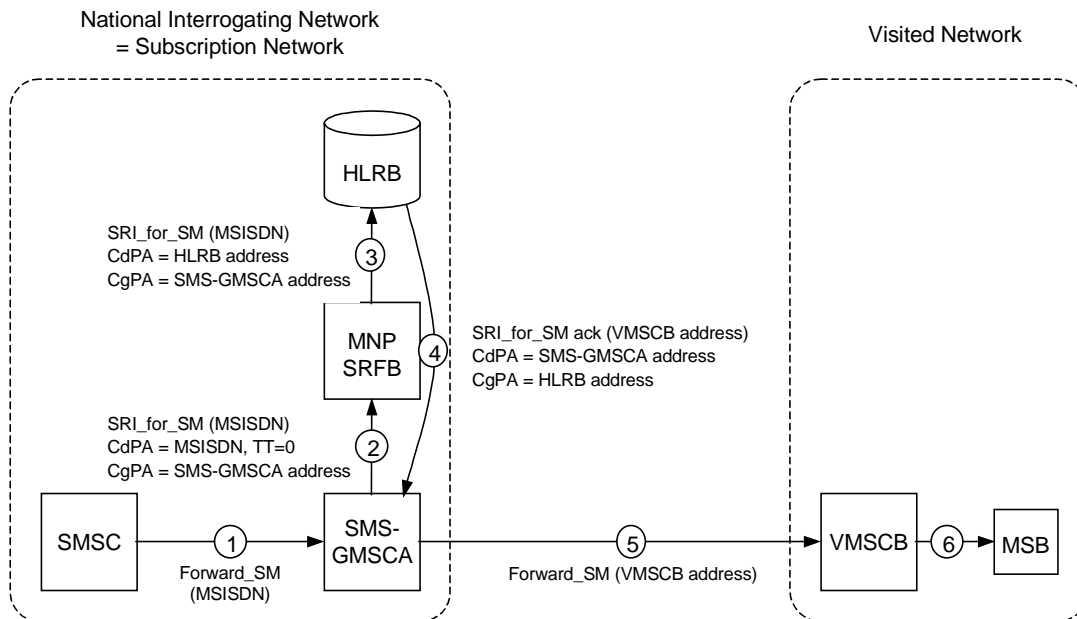 National Interrogating Network
= Subscription Network
Visited Network
HLRB
SRI_for_SM (MSISDN)
CdPA = HLRB address
CgPA = SMS-GMSCA address
3
MNP
SRFB
4
SRI_for_SM ack (VMSCB address)
CdPA = SMS-GMSCA address
CgPA = HLRB address
SRI_for_SM (MSISDN)
CdPA = MSISDN, TT=0
CgPA = SMS-GMSCA address
2
SMSC
1
Forward_SM
(MSISDN)
SMS-
GMSCA
5
Forward_SM (VMSCB address)
VMSCB
6
MSB